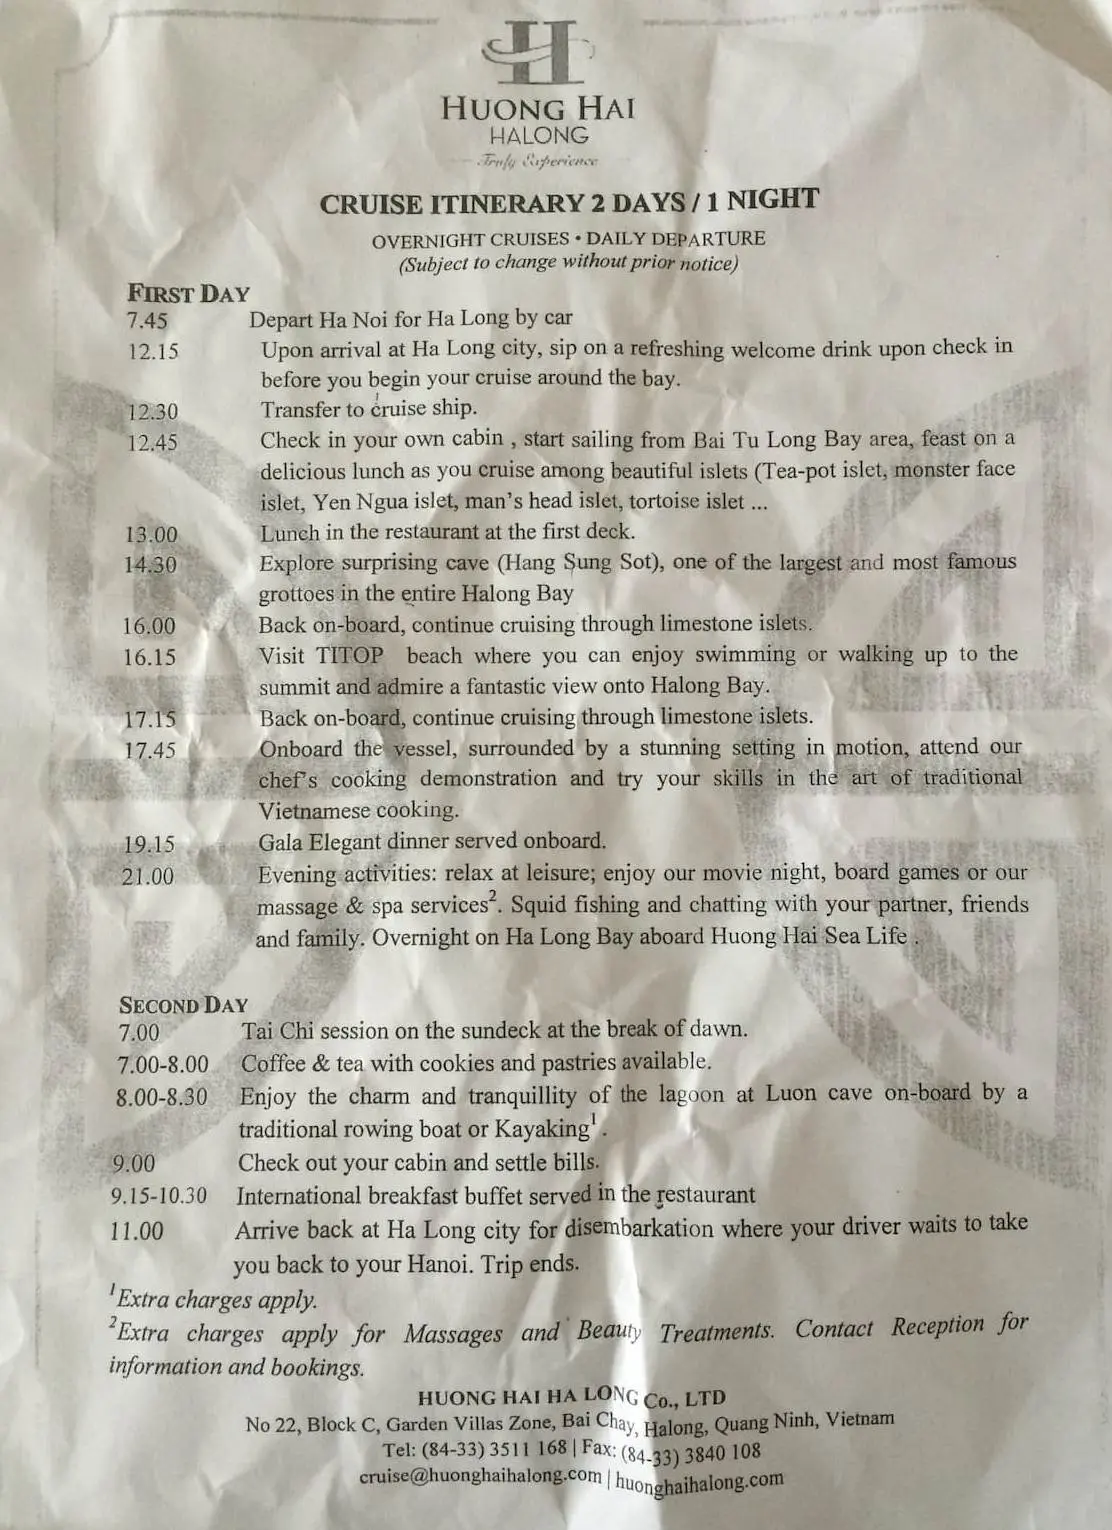 H
HUONG HAI
HALONG
Truly Experience
CRUISE ITINERARY 2 DAYS / 1 NIGHT
OVERNIGHT CRUISES • DAILY DEPARTURE
(Subject to change without prior notice)
FIRST DAY
7.45 Depart Ha Noi for Ha Long by car
12.15 Upon arrival at Ha Long city, sip on a refreshing welcome drink upon check in
before you begin your cruise around the bay.
12.30 Transfer to cruise ship.
12.45 Check in your own cabin , start sailing from Bai Tu Long Bay area, feast on a
delicious lunch as you cruise among beautiful islets (Tea-pot islet, monster face
islet, Yen Ngua islet, man's head islet, tortoise islet ...
13.00 Lunch in the restaurant at the first deck.
14.30 Explore surprising cave (Hang Sung Sot), one of the largest and most famous
grottoes in the entire Halong Bay
16.00 Back on-board, continue cruising through limestone islets.
16.15 Visit TITOP beach where you can enjoy swimming or walking up to the
summit and admire a fantastic view onto Halong Bay.
17.15 Back on-board, continue cruising through limestone islets.
17.45 Onboard the vessel, surrounded by a stunning setting in motion, attend our
chef's cooking demonstration and try your skills in the art of traditional
Vietnamese cooking.
19.15 Gala Elegant dinner served onboard.
21.00 Evening activities: relax at leisure; enjoy our movie night, board games or our
massage & spa services². Squid fishing and chatting with your partner, friends
and family. Overnight on Ha Long Bay aboard Huong Hai Sea Life .
SECOND DAY
7.00 Tai Chi session on the sundeck at the break of dawn.
7.00-8.00 Coffee & tea with cookies and pastries available.
8.00-8.30 Enjoy the charm and tranquillity of the lagoon at Luon cave on-board by a
traditional rowing boat or Kayaking¹ .
9.00 Check out your cabin and settle bills.
9.15-10.30 International breakfast buffet served in the restaurant
11.00 Arrive back at Ha Long city for disembarkation where your driver waits to take
you back to your Hanoi. Trip ends.
¹Extra charges apply.
²Extra charges apply for Massages and Beauty Treatments. Contact Reception for
information and bookings.
HUONG HAI HA LONG Co., LTD
No 22, Block C, Garden Villas Zone, Bai Chay, Halong, Quang Ninh, Vietnam
Tel: (84-33) 3511 168 | Fax: (84-33) 3840 108
cruise@huonghaihalong.com | huonghaihalong.com